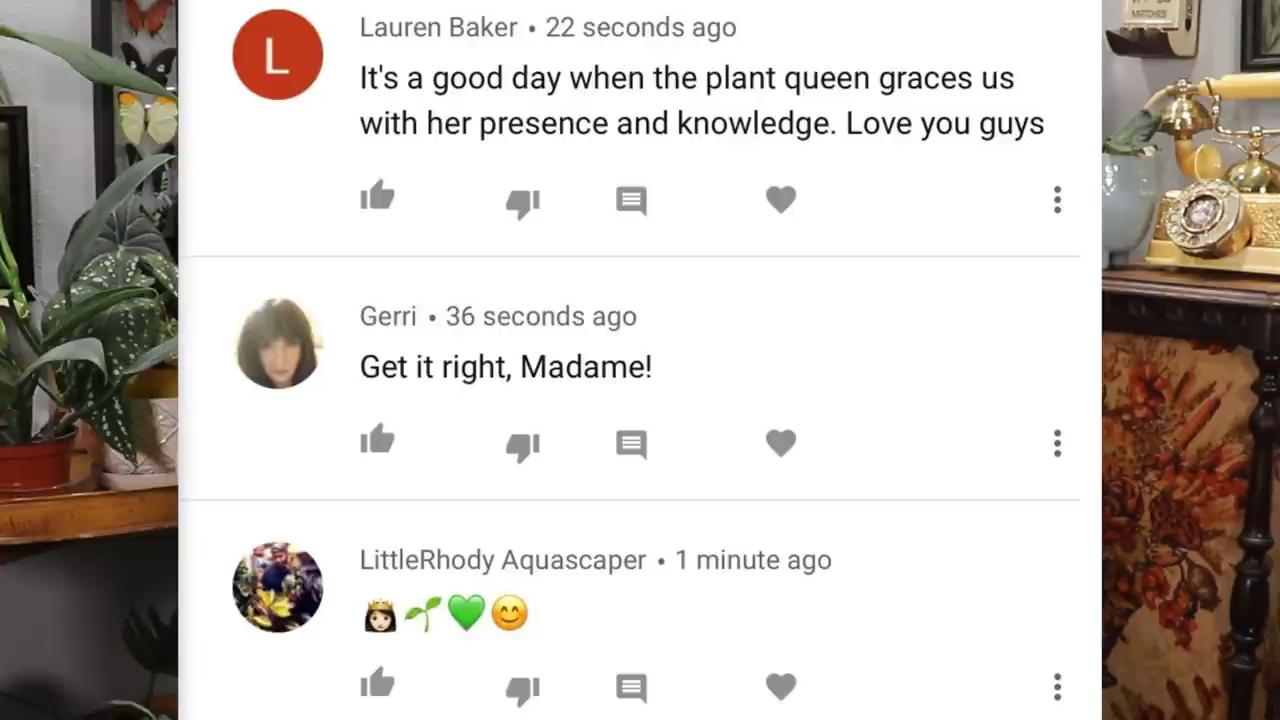 Lauren Baker • 22 seconds ago
L
It's a good day when the plant queen graces us
with her presence and knowledge. Love you guys
Gerri • 36 seconds ago
Get it right, Madame!
LittleRhody Aquascaper • 1 minute ago
👸🏻🌱💚😊
MATCHES